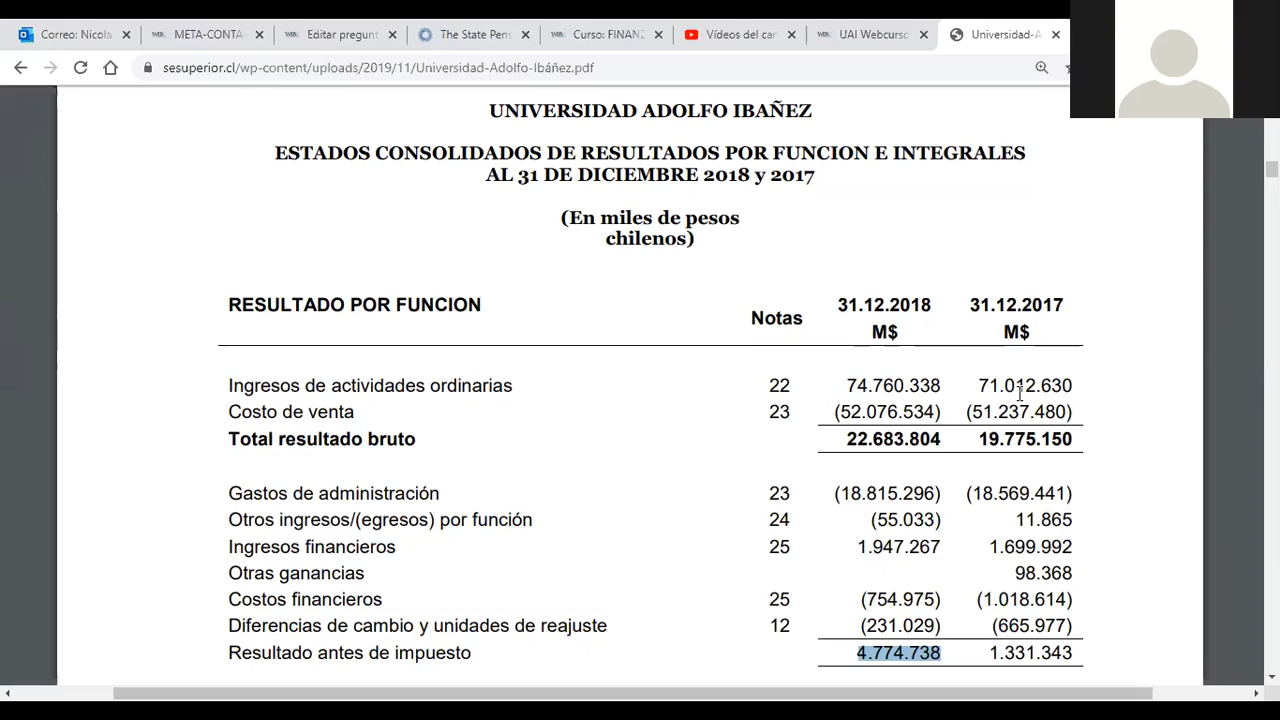 Correo: Nicola
META-CONTA-
Editar pregunt
The State Pens
Curso: FINANZ
Vídeos del car
UAI Webcurso
Universidad-A
sesuperior.cl/wp-content/uploads/2019/11/Universidad-Adolfo-Ibáñez.pdf
UNIVERSIDAD ADOLFO IBAÑEZ
ESTADOS CONSOLIDADOS DE RESULTADOS POR FUNCION E INTEGRALES
AL 31 DE DICIEMBRE 2018 y 2017
(En miles de pesos
chilenos)
RESULTADO POR FUNCION Notas 31.12.2018 31.12.2017
M$ M$
Ingresos de actividades ordinarias 22 74.760.338 71.012.630
Costo de venta 23 (52.076.534) (51.237.480)
Total resultado bruto 22.683.804 19.775.150
Gastos de administración 23 (18.815.296) (18.569.441)
Otros ingresos/(egresos) por función 24 (55.033) 11.865
Ingresos financieros 25 1.947.267 1.699.992
Otras ganancias 98.368
Costos financieros 25 (754.975) (1.018.614)
Diferencias de cambio y unidades de reajuste 12 (231.029) (665.977)
Resultado antes de impuesto 4.774.738 1.331.343